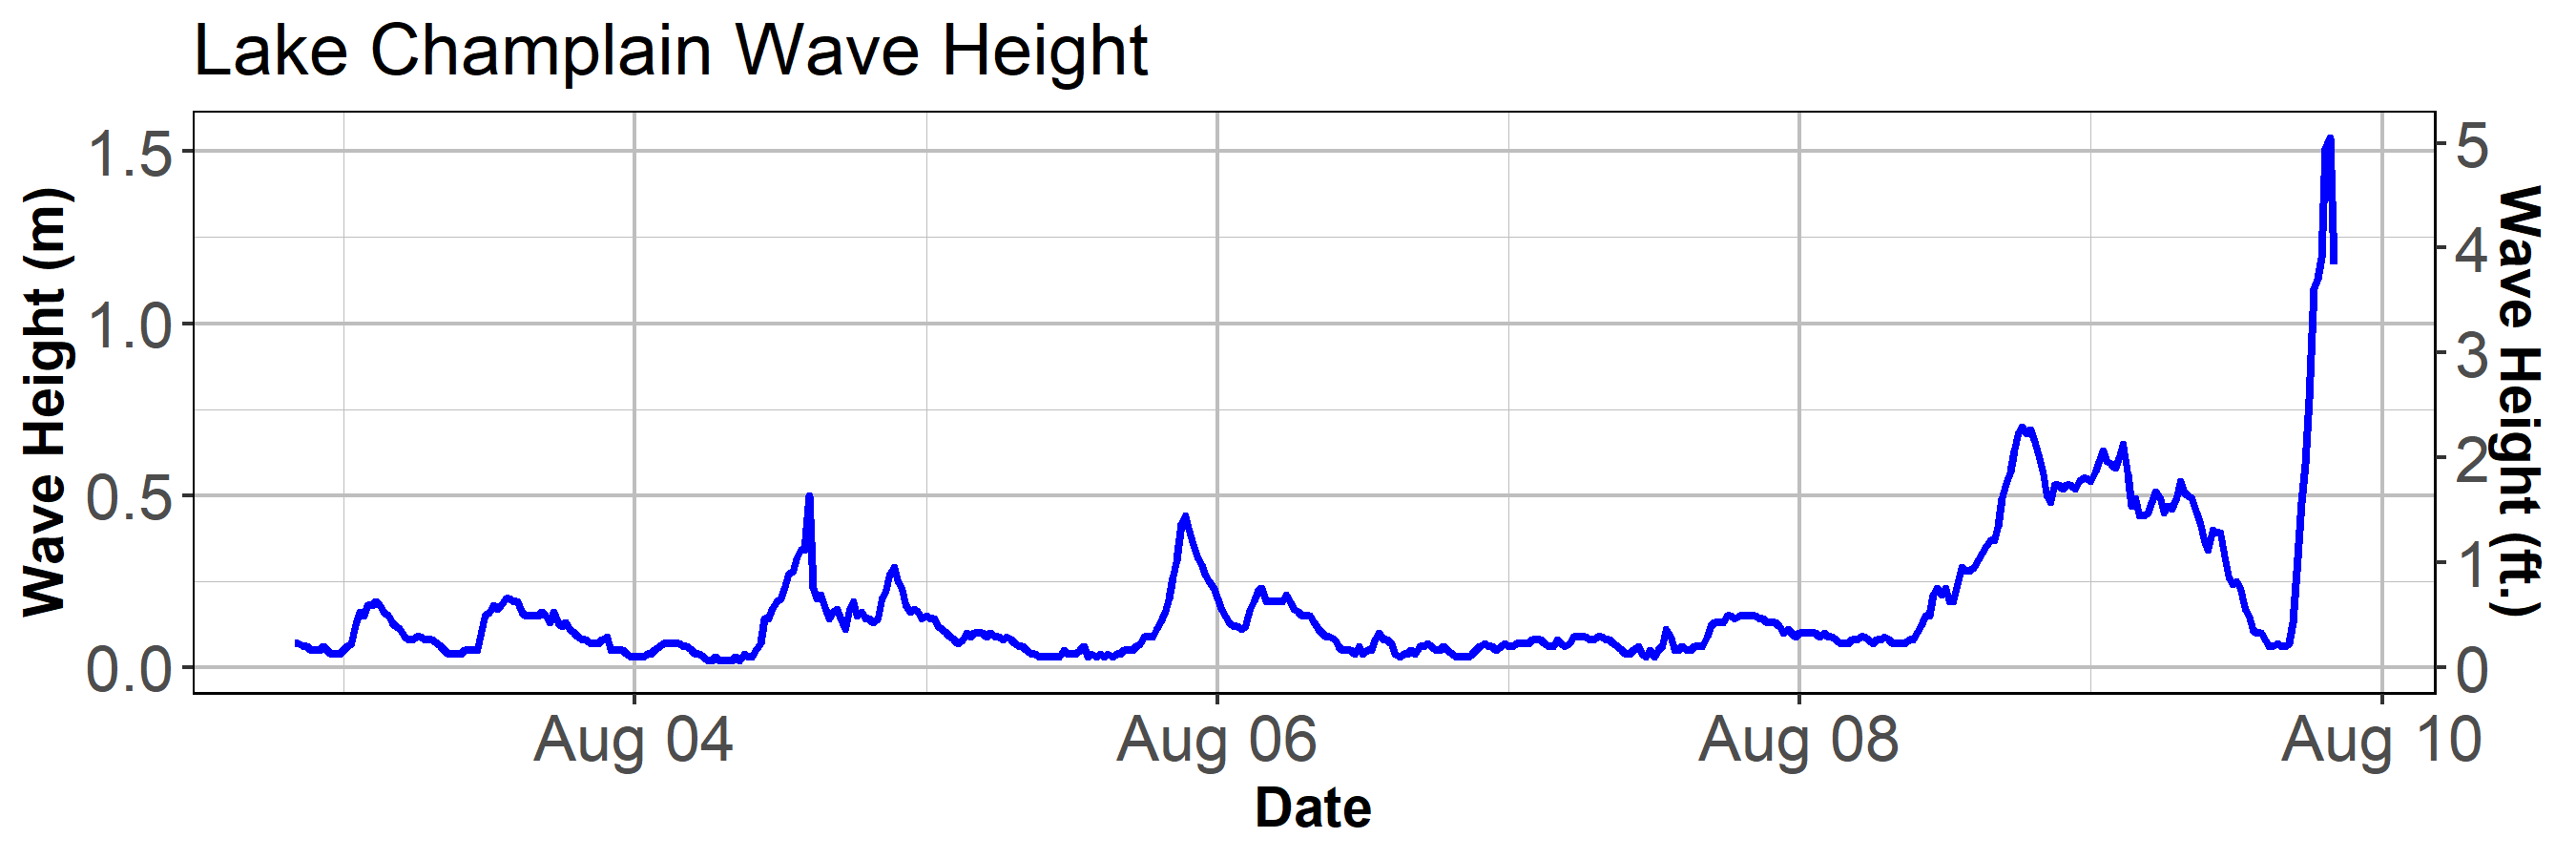 Lake Champlain Wave Height
Wave Height (m)
1.5
1.0
0.5
0.0
5
4
3
2
1
0
Wave Height (ft.)
Aug 04
Aug 06
Aug 08
Aug 10
Date